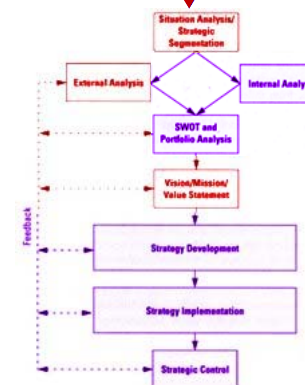 Situation Analysis/
Strategic
Segmentation
External Analysis
Internal Analy
SWOT and
Portfolio Analysis
Vision/Mission/
Value Statement
Feedback
Strategy Development
Strategy Implementation
Strategic Control